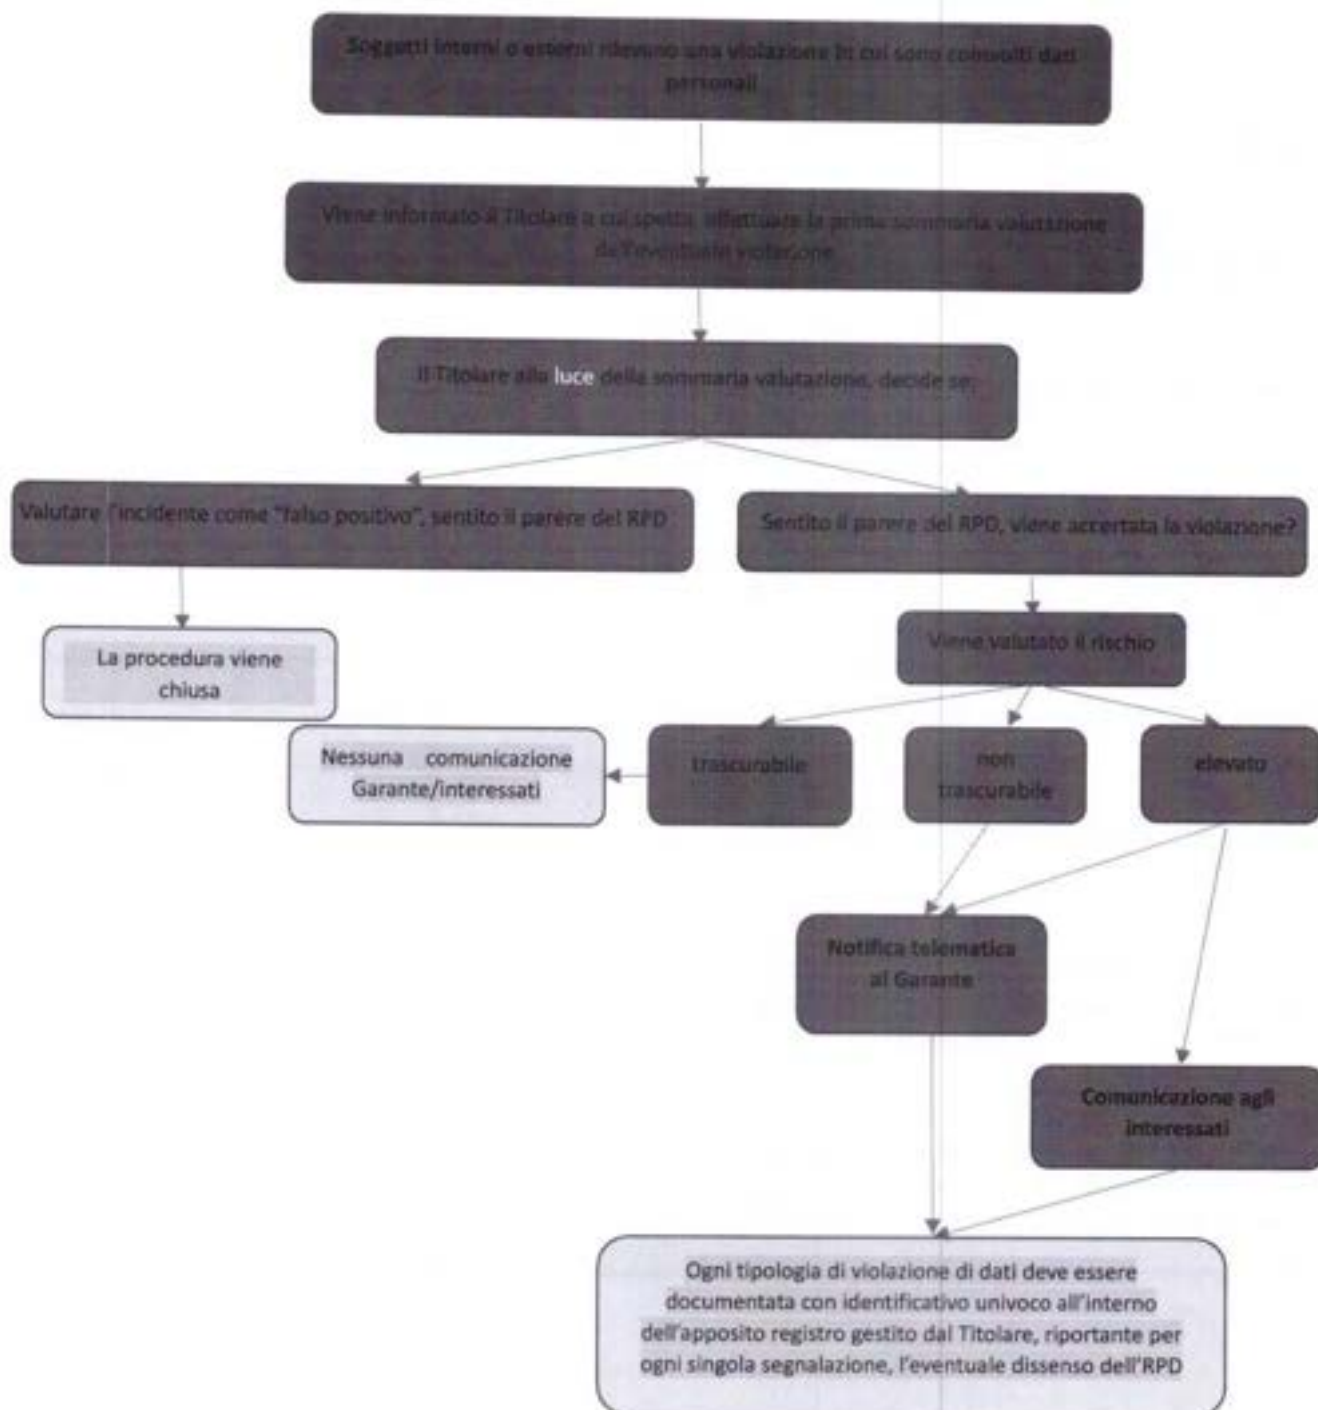 Soggetti interni o esterni rilevano una violazione in cui sono coinvolti dati
personali
Viene informato il Titolare a cui spetta, effettuare la prima sommaria valutazione
dell'eventuale violazione
Il Titolare alla luce della sommaria valutazione, decide se:
Valutare l'incidente come "falso positivo", sentito il parere del RPD
Sentito il parere del RPD, viene accertata la violazione?
La procedura viene
chiusa
Viene valutato il rischio
Nessuna comunicazione
Garante/interessati
trascurabile
non
trascurabile
elevato
Notifica telematica
al Garante
Comunicazione agli
interessati
Ogni tipologia di violazione di dati deve essere
documentata con identificativo univoco all'interno
dell'apposito registro gestito dal Titolare, riportante per
ogni singola segnalazione, l'eventuale dissenso dell'RPD